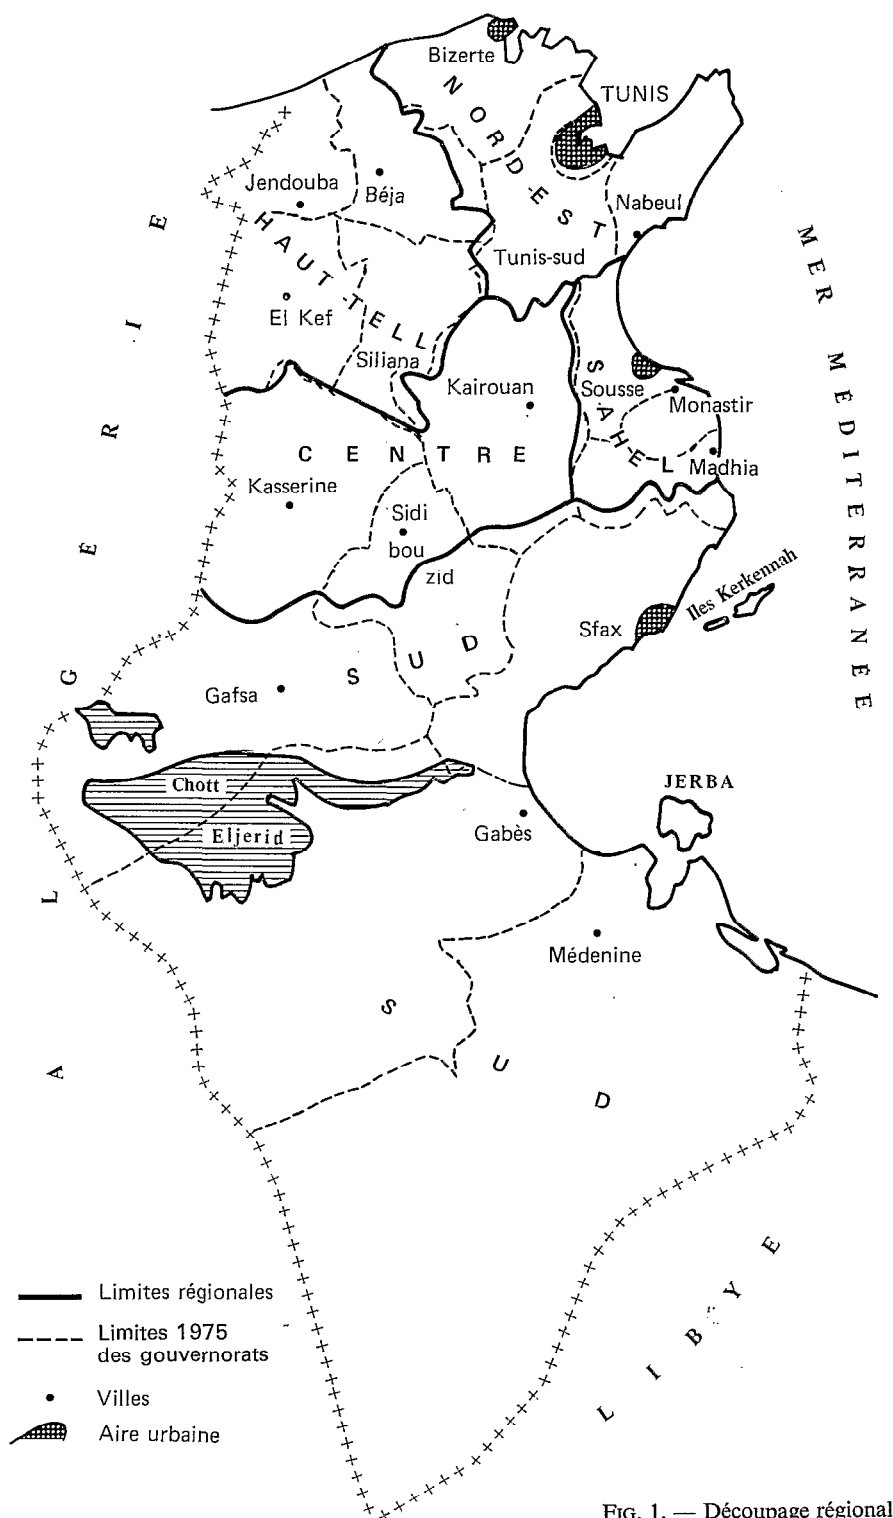 Bizerte
NORD-EST
TUNIS
Jendouba
Béja
Nabeul
HAUT-TELL
Tunis-sud
MER MÉDITERRANÉE
El Kef
Siliana
Kairouan
SAHEL
Sousse
Monastir
CENTRE
Madhia
Kasserine
Sidi
bou
zid
Iles Kerkennah
Sfax
SUD
Gafsa
ALGÉRIE
Chott
Eljerid
JERBA
Gabès
Médenine
SUD
LIBYE
Limites régionales
Limites 1975
des gouvernorats
Villes
Aire urbaine
FIG. 1. — Découpage régional